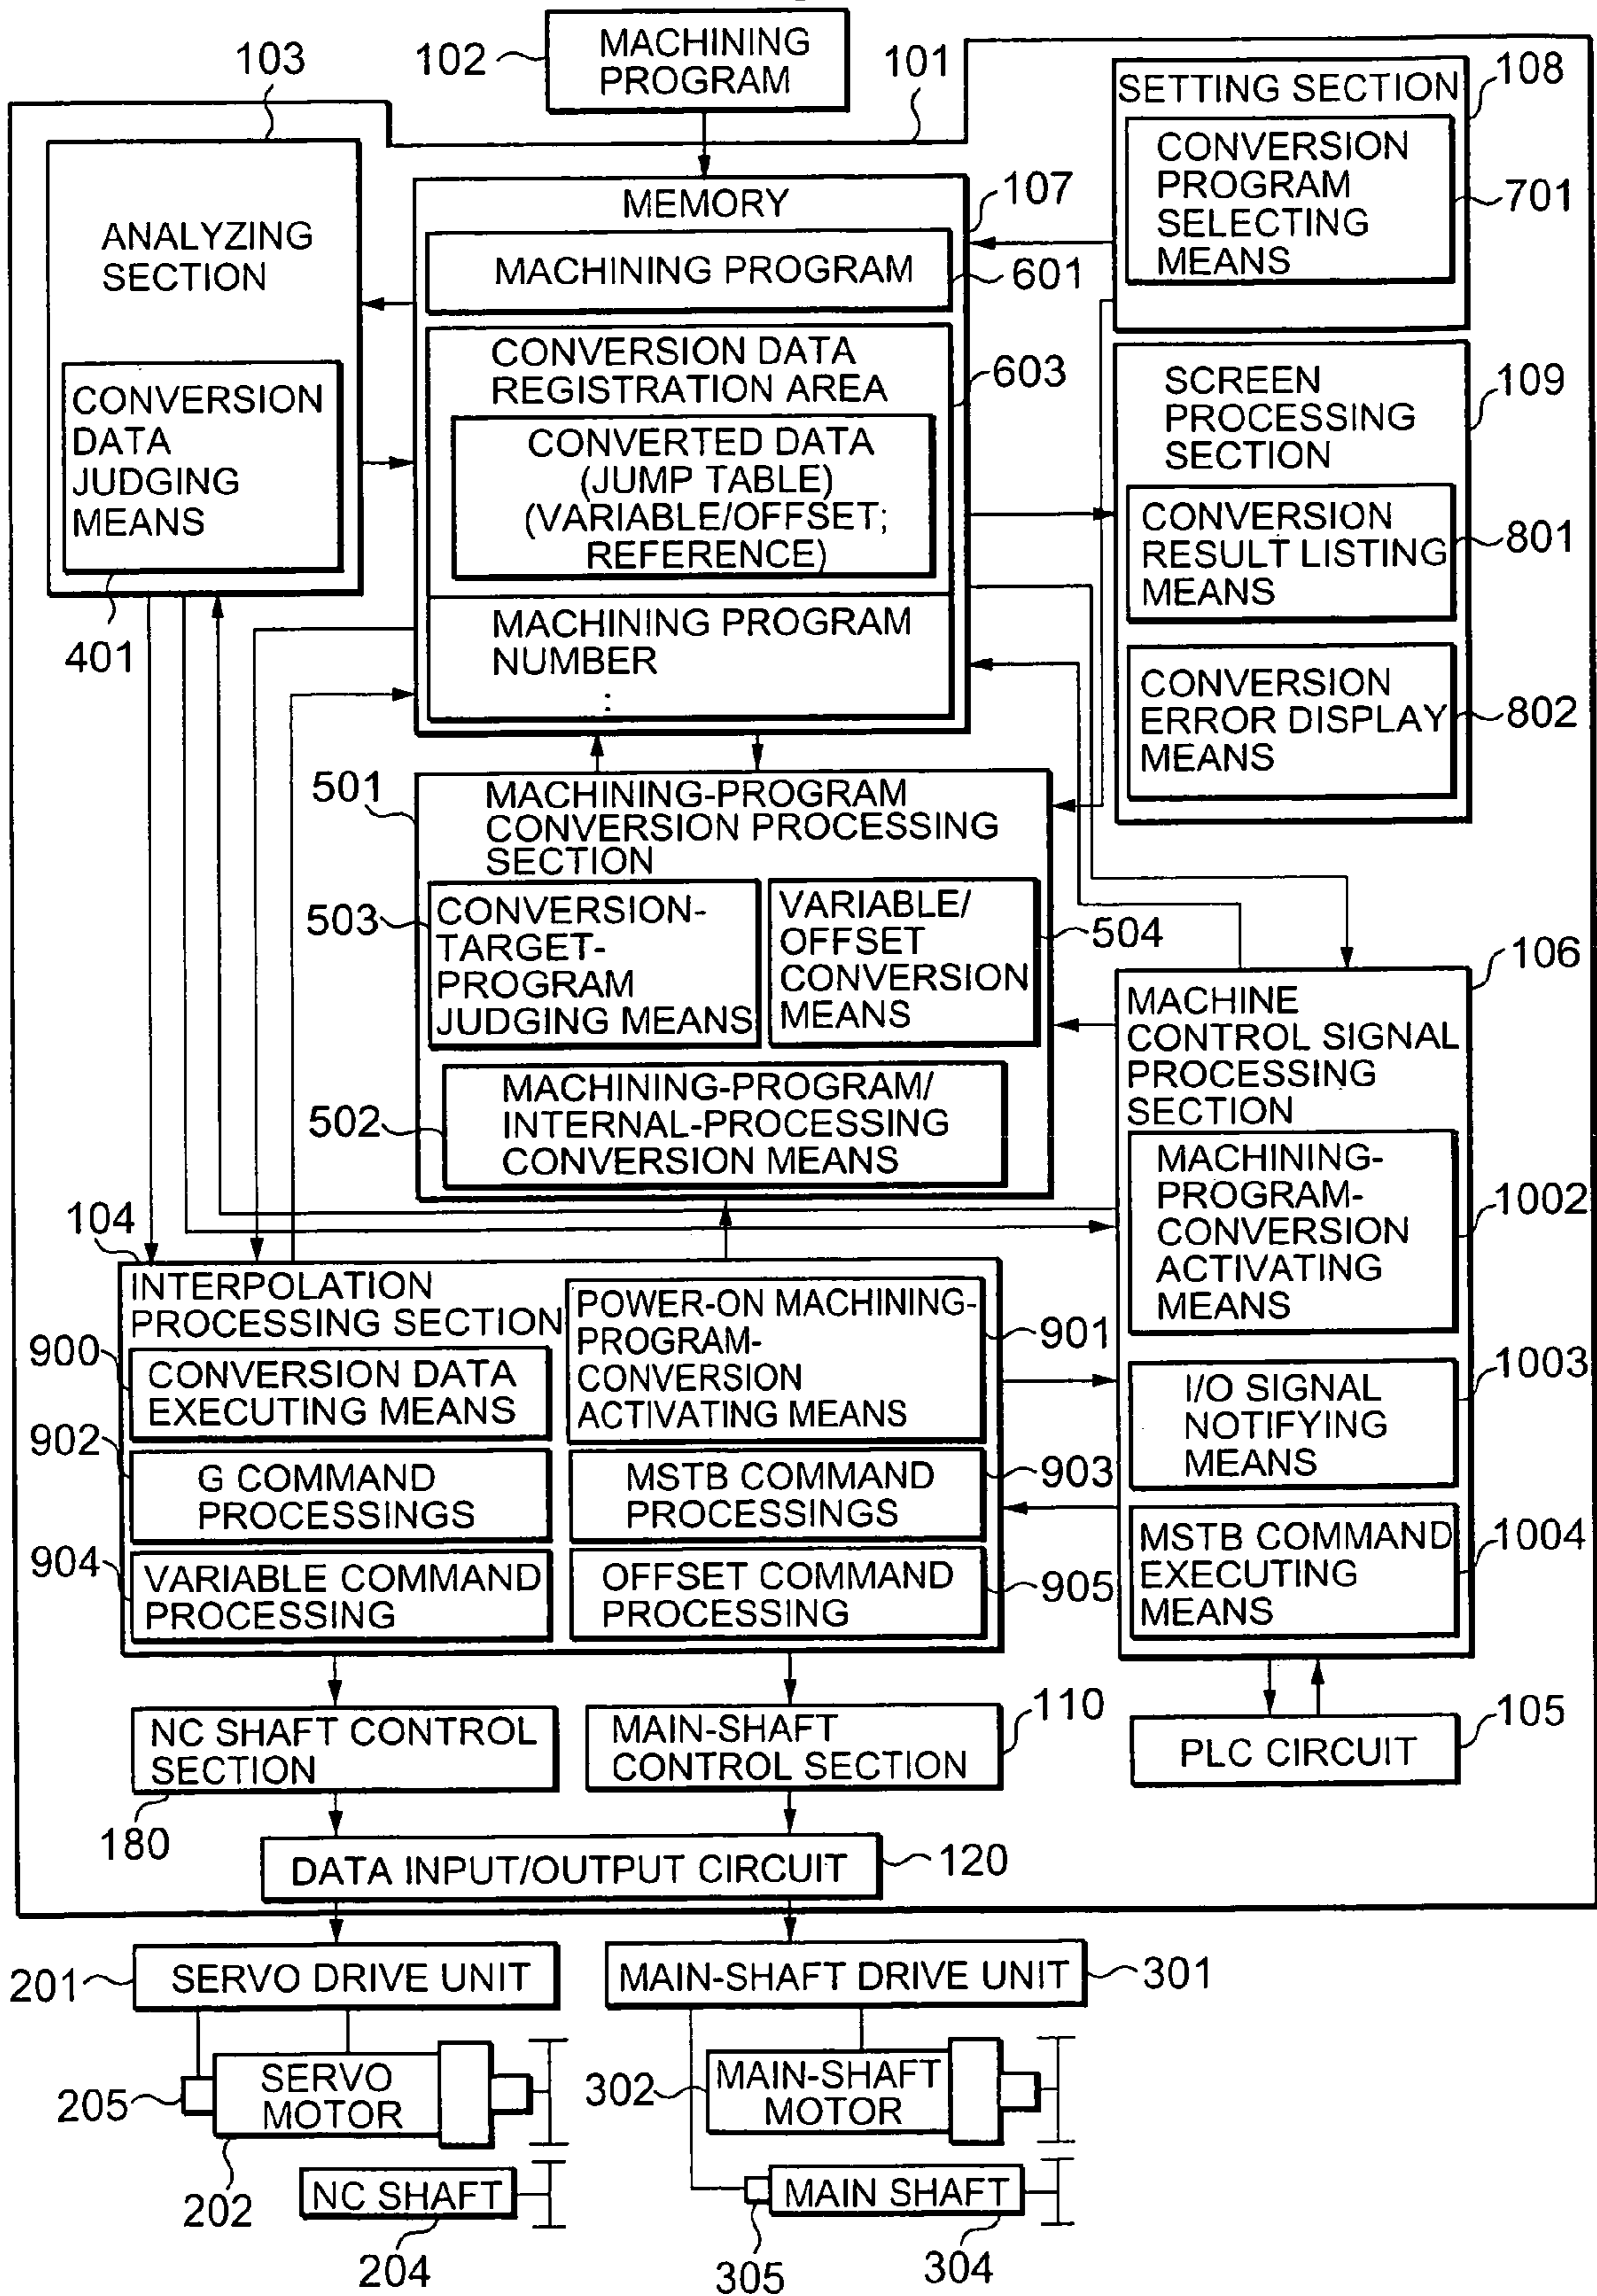 102
MACHINING
PROGRAM
101
103
ANALYZING
SECTION
CONVERSION
DATA
JUDGING
MEANS
401
MEMORY
107
MACHINING PROGRAM
601
CONVERSION DATA
REGISTRATION AREA
603
CONVERTED DATA
(JUMP TABLE)
(VARIABLE/OFFSET;
REFERENCE)
MACHINING PROGRAM
NUMBER
:
108
SETTING SECTION
CONVERSION
PROGRAM
SELECTING
MEANS
701
109
SCREEN
PROCESSING
SECTION
CONVERSION
RESULT LISTING
MEANS
801
CONVERSION
ERROR DISPLAY
MEANS
802
501
MACHINING-PROGRAM
CONVERSION PROCESSING
SECTION
503
CONVERSION-
TARGET-
PROGRAM
JUDGING MEANS
VARIABLE/
OFFSET
CONVERSION
MEANS
504
502
MACHINING-PROGRAM/
INTERNAL-PROCESSING
CONVERSION MEANS
106
MACHINE
CONTROL SIGNAL
PROCESSING
SECTION
MACHINING-
PROGRAM-
CONVERSION
ACTIVATING
MEANS
1002
I/O SIGNAL
NOTIFYING
MEANS
1003
MSTB COMMAND
EXECUTING
MEANS
1004
104
INTERPOLATION
PROCESSING SECTION
900
CONVERSION DATA
EXECUTING MEANS
POWER-ON MACHINING-
PROGRAM-
CONVERSION
ACTIVATING MEANS
901
902
G COMMAND
PROCESSINGS
MSTB COMMAND
PROCESSINGS
903
904
VARIABLE COMMAND
PROCESSING
OFFSET COMMAND
PROCESSING
905
NC SHAFT CONTROL
SECTION
180
MAIN-SHAFT
CONTROL SECTION
110
PLC CIRCUIT
105
DATA INPUT/OUTPUT CIRCUIT
120
201
SERVO DRIVE UNIT
MAIN-SHAFT DRIVE UNIT
301
205
SERVO
MOTOR
202
302
MAIN-SHAFT
MOTOR
NC SHAFT
204
MAIN SHAFT
305
304